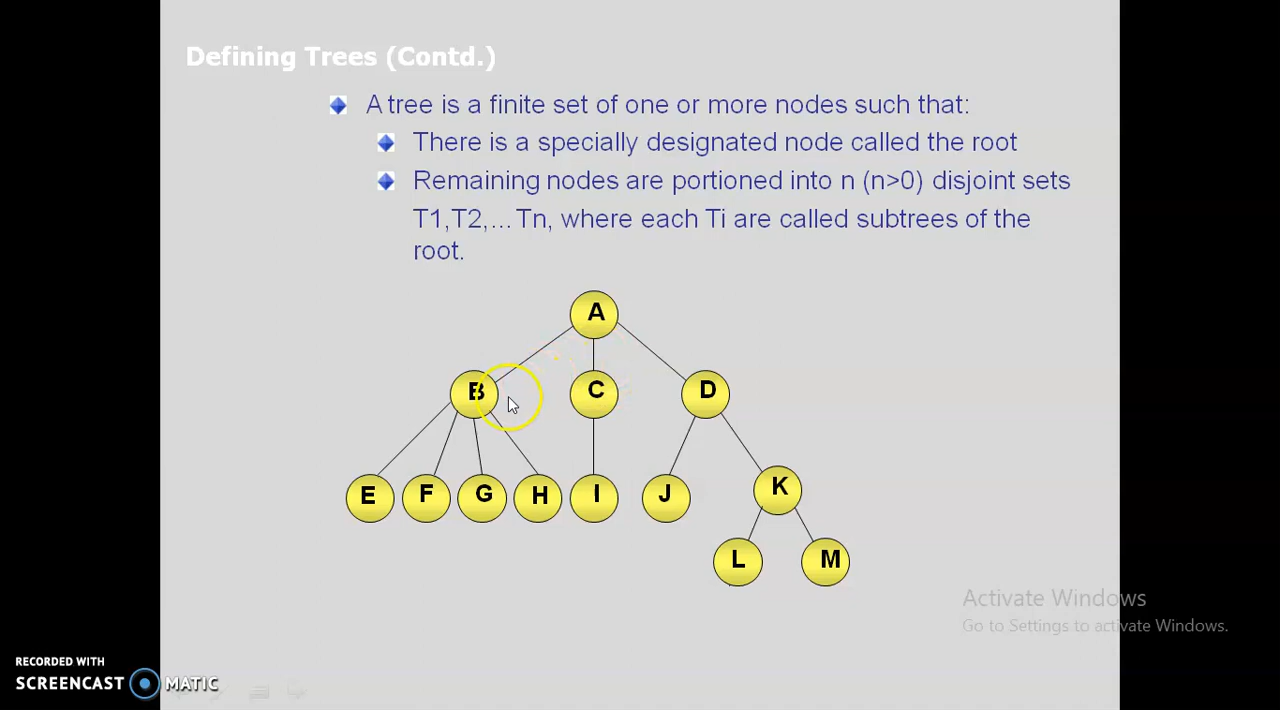 Defining Trees (Contd.)
A tree is a finite set of one or more nodes such that:
There is a specially designated node called the root
Remaining nodes are portioned into n (n>0) disjoint sets
T1,T2,... Tn, where each Ti are called subtrees of the
root.
A
B C D
E F G H I J K
L M
Activate Windows
Go to Settings to activate Windows.
RECORDED WITH
SCREENCAST MATIC